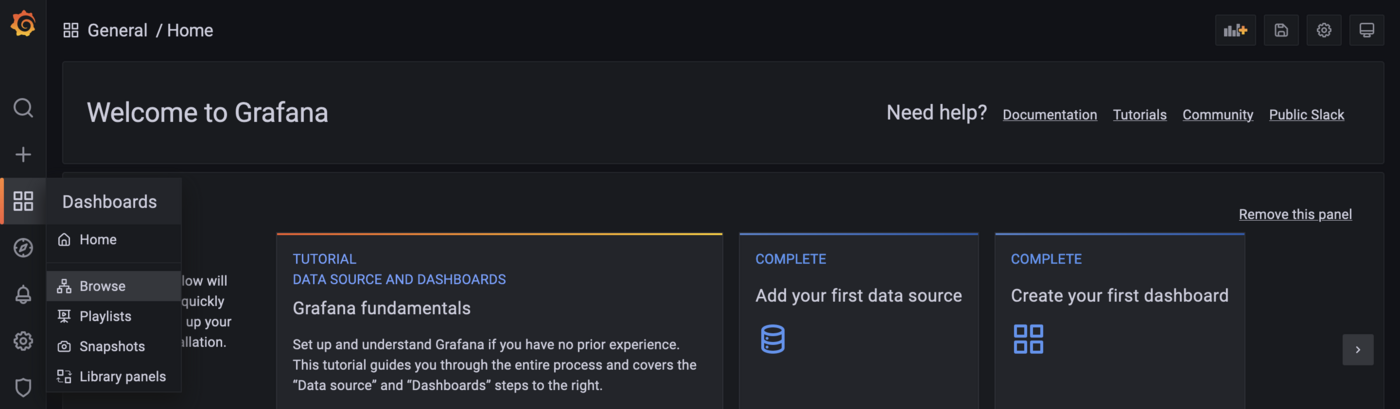 General / Home
Welcome to Grafana
Need help?
Documentation
Tutorials
Community
Public Slack
Dashboards
Home
Browse
Playlists
Snapshots
Library panels
Remove this panel
low will
quickly
up your
allation.
TUTORIAL
DATA SOURCE AND DASHBOARDS
Grafana fundamentals
Set up and understand Grafana if you have no prior experience.
This tutorial guides you through the entire process and covers the
“Data source” and “Dashboards” steps to the right.
COMPLETE
Add your first data source
COMPLETE
Create your first dashboard